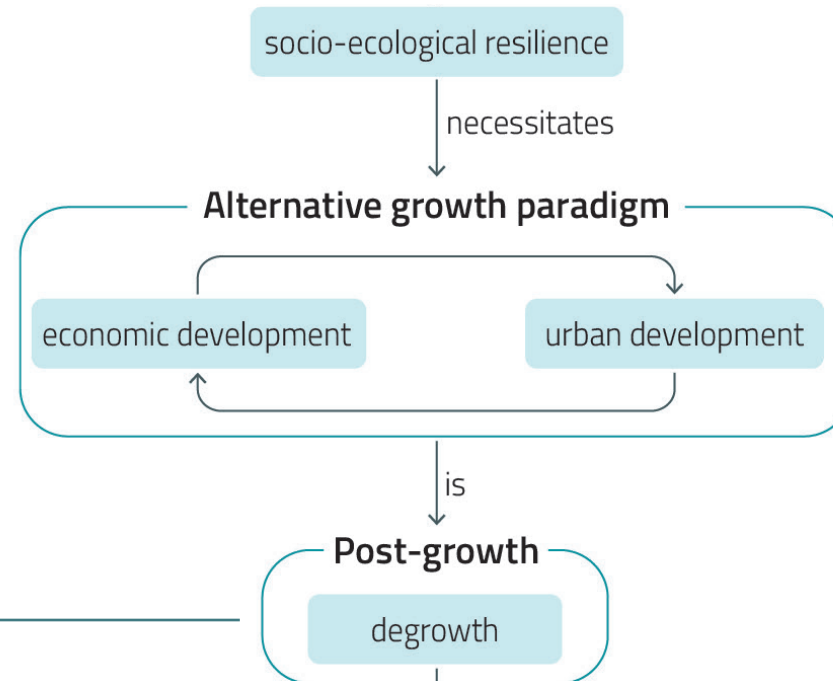 socio-ecological resilience
necessitates
Alternative growth paradigm
economic development
urban development
is
Post-growth
degrowth